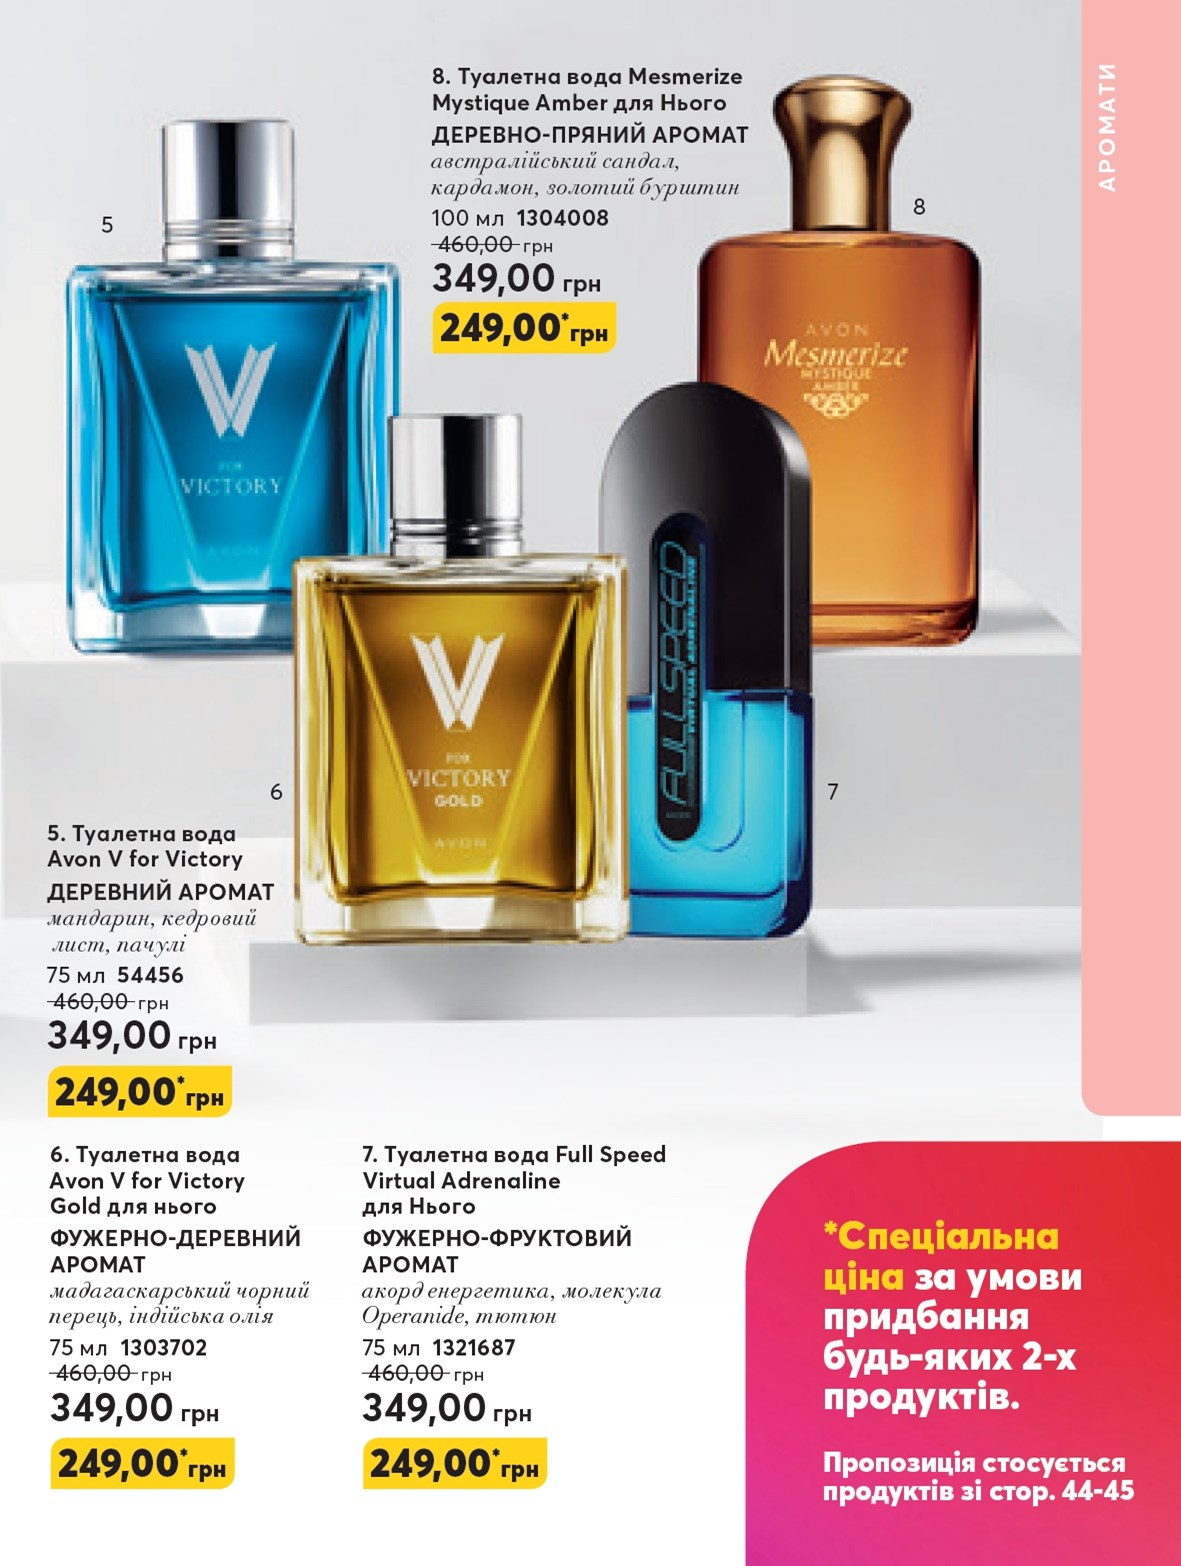 АРОМАТИ
8. Туалетна вода Mesmerize
Mystique Amber для Нього
ДЕРЕВНО-ПРЯНИЙ АРОМАТ
австралійський сандал,
кардамон, золотий бурштин
100 мл 1304008
460,00 грн
349,00 грн
249,00* грн
5
8
V
FOR
VICTORY
AVON
AVON
Mesmerize
MYSTIQUE
AMBER
V
FOR
VICTORY
GOLD
AVON
FULL SPEED
VIRTUAL ADRENALINE
6
7
5. Туалетна вода
Avon V for Victory
ДЕРЕВНИЙ АРОМАТ
мандарин, кедровий
лист, пачулі
75 мл 54456
460,00 грн
349,00 грн
249,00* грн
6. Туалетна вода
Avon V for Victory
Gold для нього
ФУЖЕРНО-ДЕРЕВНИЙ
АРОМАТ
мадагаскарський чорний
перець, індійська олія
75 мл 1303702
460,00 грн
349,00 грн
249,00* грн
7. Туалетна вода Full Speed
Virtual Adrenaline
для Нього
ФУЖЕРНО-ФРУКТОВИЙ
АРОМАТ
акорд енергетика, молекула
Operanide, тютюн
75 мл 1321687
460,00 грн
349,00 грн
249,00* грн
*Спеціальна
ціна за умови
придбання
будь-яких 2-х
продуктів.
Пропозиція стосується
продуктів зі стор. 44-45